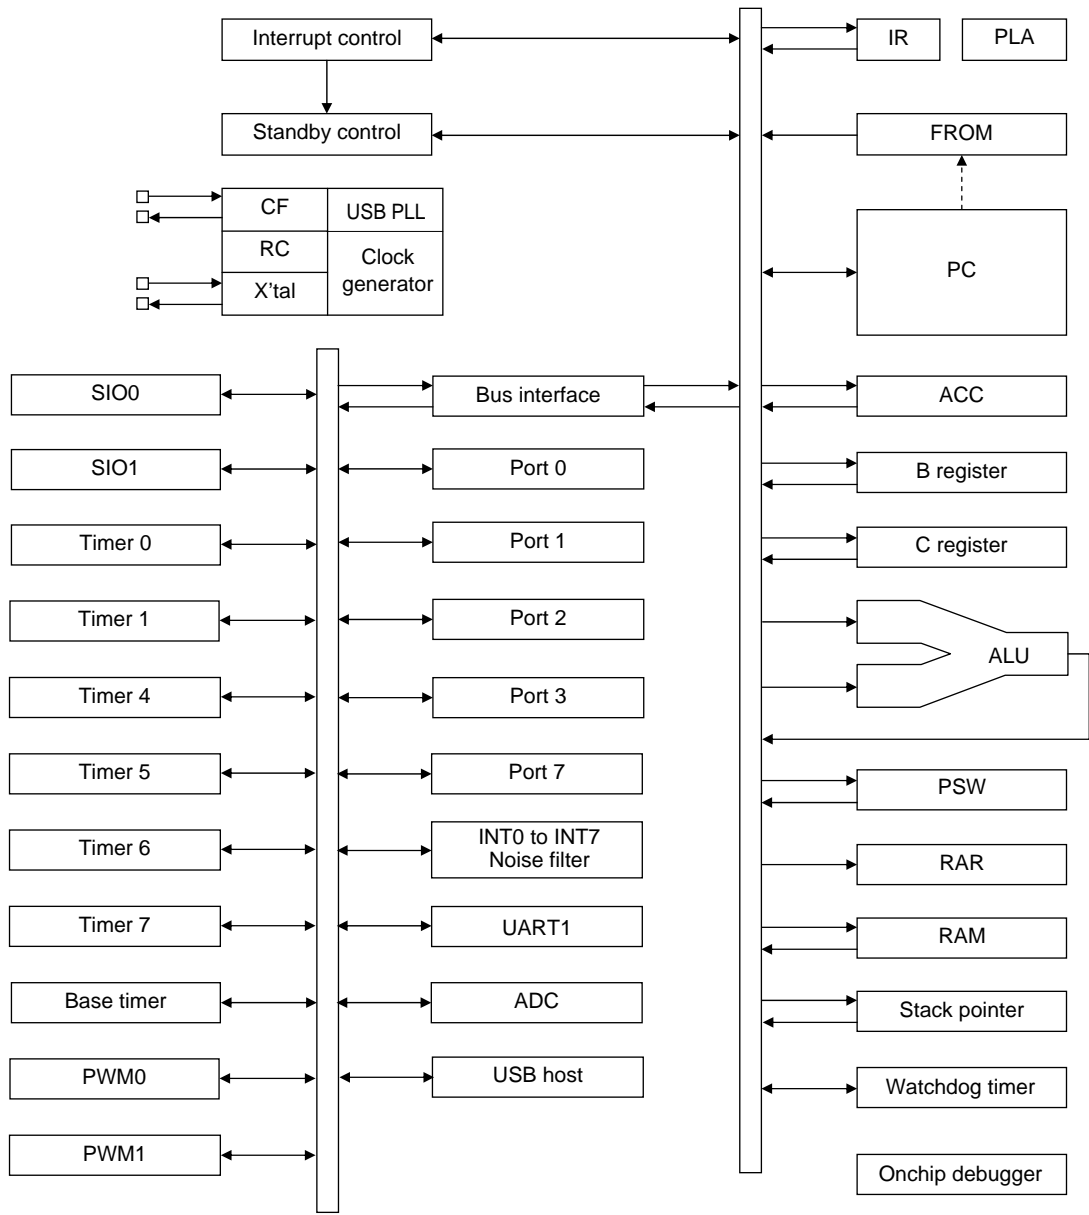 Interrupt control
IR
PLA
Standby control
FROM
CF
USB PLL
RC
Clock
generator
X’tal
PC
SIO0
Bus interface
ACC
SIO1
Port 0
B register
Timer 0
Port 1
C register
Timer 1
Port 2
ALU
Timer 4
Port 3
Timer 5
Port 7
PSW
Timer 6
INT0 to INT7
Noise filter
RAR
Timer 7
UART1
RAM
Base timer
ADC
Stack pointer
PWM0
USB host
Watchdog timer
PWM1
Onchip debugger